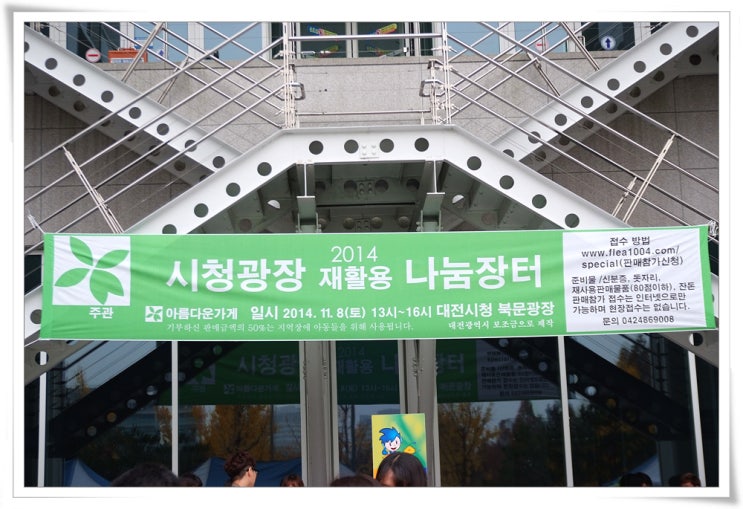 2014
시청광장 재활용 나눔장터
주관
아름다운가게 일시 2014. 11. 8(토) 13시~16시 대전시청 북문광장
기부하신 판매금액의 50%는 지역장애 아동들을 위해 사용됩니다.
대전광역시 보조금으로 제작
접수 방법
www.flea1004.com/
special(판매참가신청)
준비물 /신분증, 돗자리,
재사용판매물품(80점이하), 잔돈
판매참가 접수는 인터넷으로만
가능하며 현장접수는 없습니다.
문의 0424869008